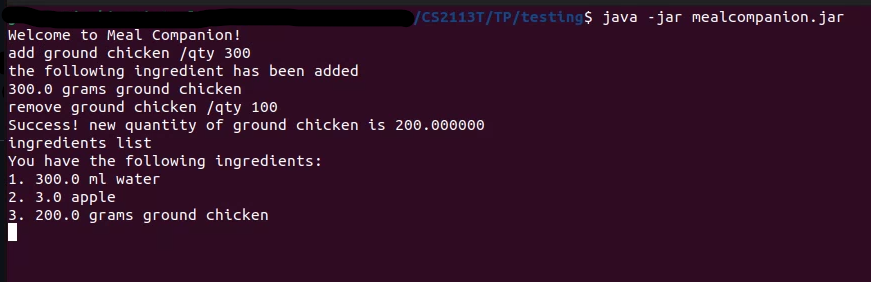 /CS2113T/TP/testing$ java -jar mealcompanion.jar
Welcome to Meal Companion!
add ground chicken /qty 300
the following ingredient has been added
300.0 grams ground chicken
remove ground chicken /qty 100
Success! new quantity of ground chicken is 200.000000
ingredients list
You have the following ingredients:
1. 300.0 ml water
2. 3.0 apple
3. 200.0 grams ground chicken